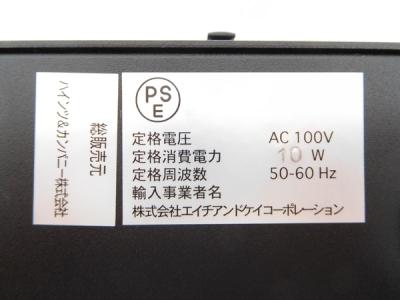 総販売元
ハインツ&カンパニー株式会社
PS
E
定格電圧 AC 100V
定格消費電力 10 W
定格周波数 50-60 Hz
輸入事業者名
株式会社エイチアンドケイコーポレーション